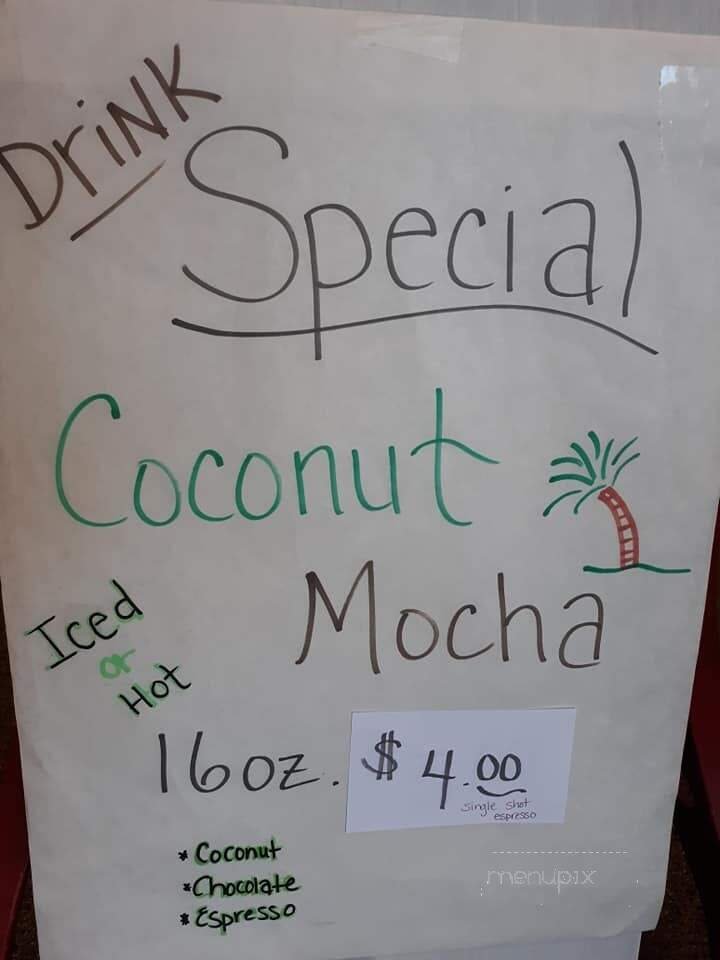 Drink
Special
Coconut
Mocha
Iced
or
Hot
16oz. $4.00
single shot
espresso
* Coconut
* Chocolate
* Espresso
menupix